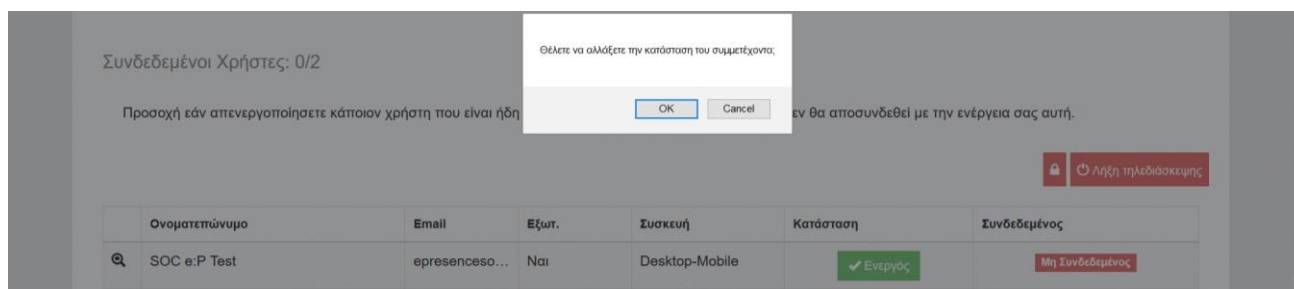 Θέλετε να αλλάξετε την κατάσταση του συμμετέχοντα;
OK Cancel
Συνδεδεμένοι Χρήστες: 0/2
Προσοχή εάν απενεργοποίησετε κάποιον χρήστη που είναι ήδη εν θα αποσυνδεθεί με την ενέργεια σας αυτή.
Λήξη τηλεδιάσκεψης
Ονοματεπώνυμο Email Εξωτ. Συσκευή Κατάσταση Συνδεδεμένος
SOC e:P Test epresenceso... Ναι Desktop-Mobile Ενεργός Μη Συνδεδεμένος